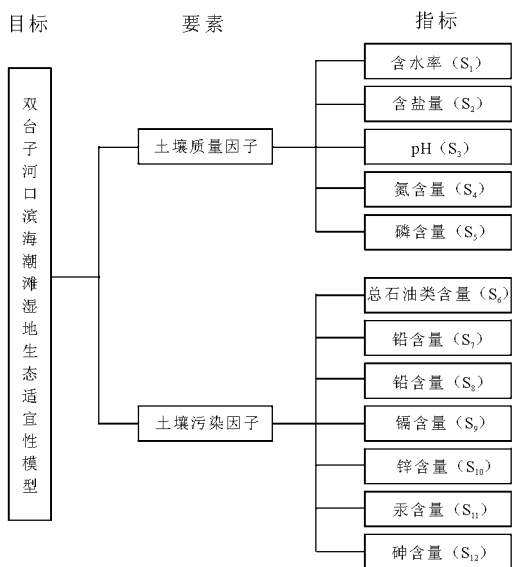 目标
要素
指标
双台子河口滨海潮滩湿地生态适宜性模型
土壤质量因子
土壤污染因子
含水率（S₁）
含盐量（S₂）
pH（S₃）
氮含量（S₄）
磷含量（S₅）
总石油类含量（S₆）
铅含量（S₇）
铅含量（S₈）
镉含量（S₉）
锌含量（S₁₀）
汞含量（S₁₁）
砷含量（S₁₂）